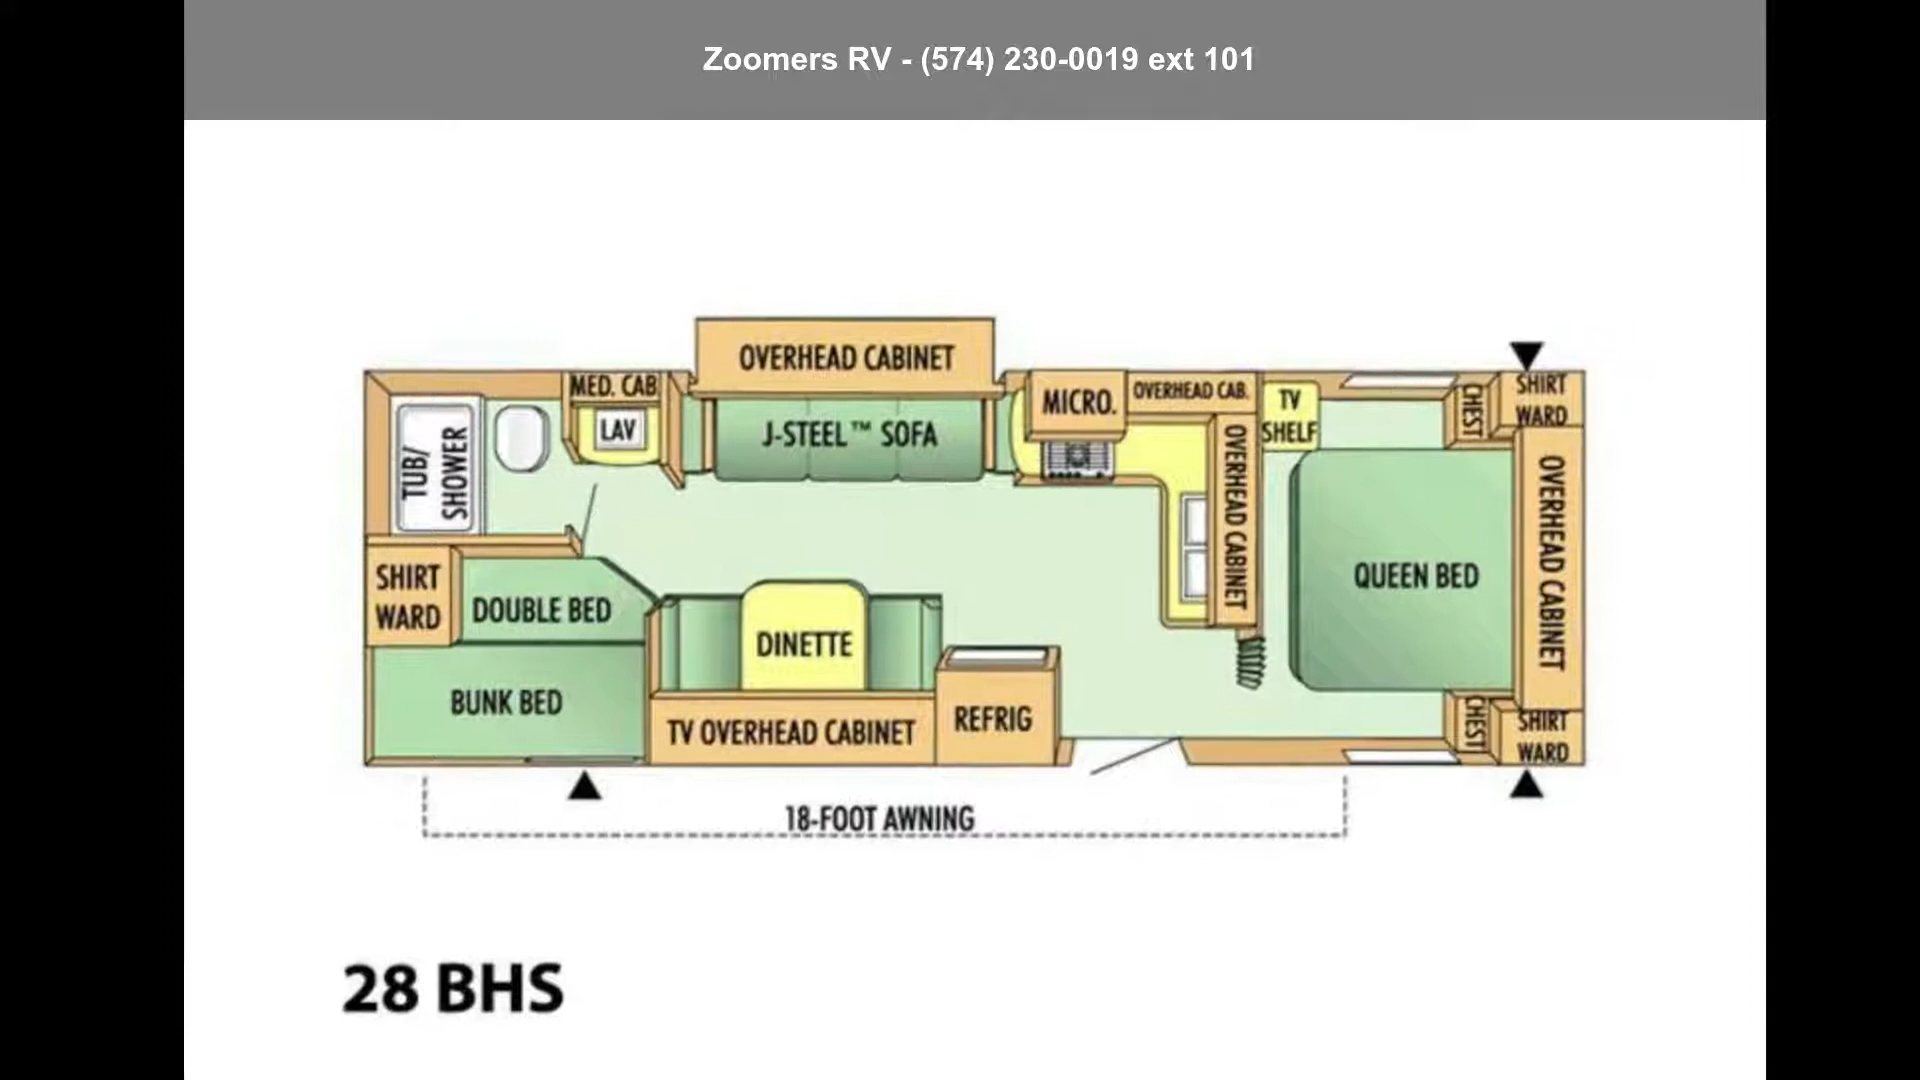 Zoomers RV - (574) 230-0019 ext 101
OVERHEAD CABINET
MED. CAB
LAV
J-STEEL™ SOFA
MICRO.
OVERHEAD CAB.
TV
SHELF
CHEST
SHIRT
WARD
TUB/
SHOWER
OVERHEAD CABINET
QUEEN BED
OVERHEAD CABINET
SHIRT
WARD
DOUBLE BED
BUNK BED
DINETTE
TV OVERHEAD CABINET
REFRIG
CHEST
SHIRT
WARD
18-FOOT AWNING
28 BHS